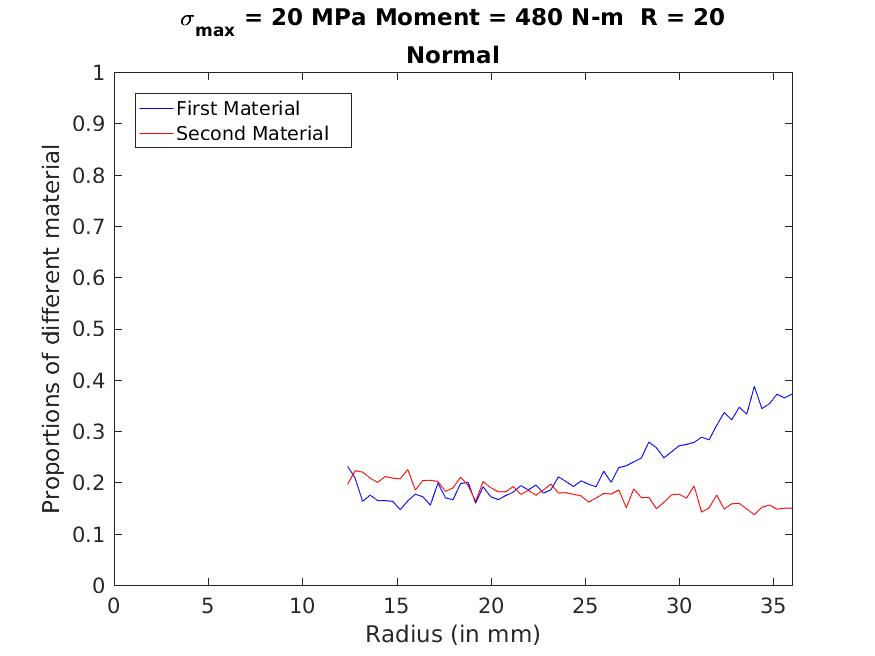 σmax = 20 MPa Moment = 480 N-m R = 20
Normal
1
First Material
Second Material
0.9
0.8
0.7
0.6
0.5
0.4
0.3
0.2
0.1
0
Proportions of different material
0 5 10 15 20 25 30 35
Radius (in mm)